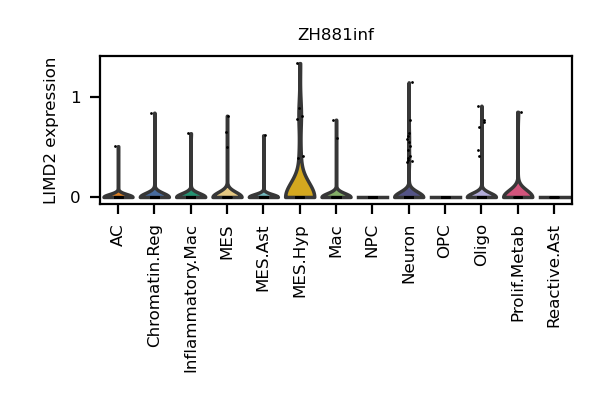 ZH881inf
LIMD2 expression
1
0
AC
Chromatin.Reg
Inflammatory.Mac
MES
MES.Ast
MES.Hyp
Mac
NPC
Neuron
OPC
Oligo
Prolif.Metab
Reactive.Ast